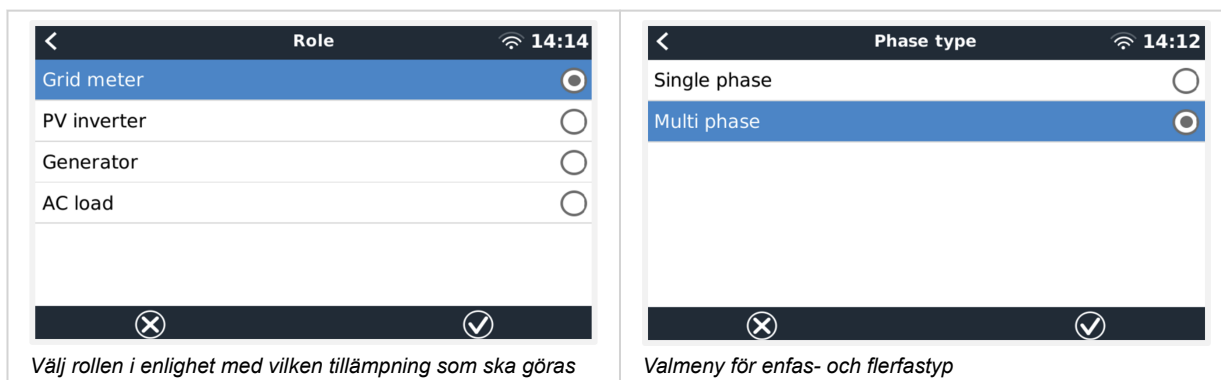 Role 14:14
Grid meter
PV inverter
Generator
AC load
Välj rollen i enlighet med vilken tillämpning som ska göras
Phase type 14:12
Single phase
Multi phase
Valmeny för enfas- och flerfastyp